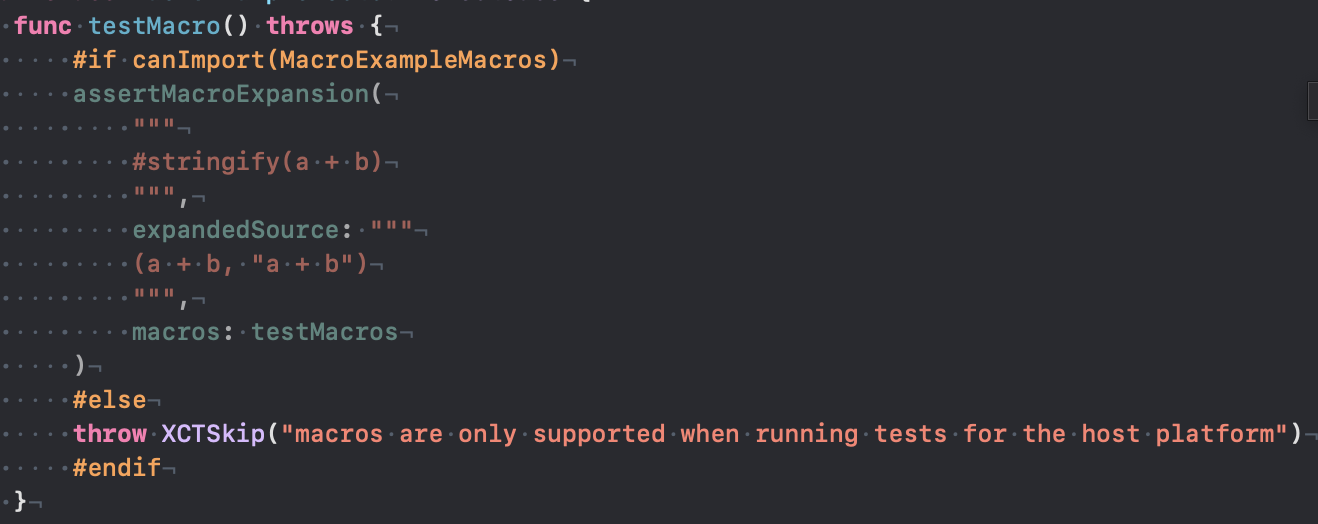 func testMacro() throws {
#if canImport(MacroExampleMacros)
assertMacroExpansion(
"""
#stringify(a + b)
""",
expandedSource: """
(a + b, "a + b")
""",
macros: testMacros
)
#else
throw XCTSkip("macros are only supported when running tests for the host platform")
#endif
}